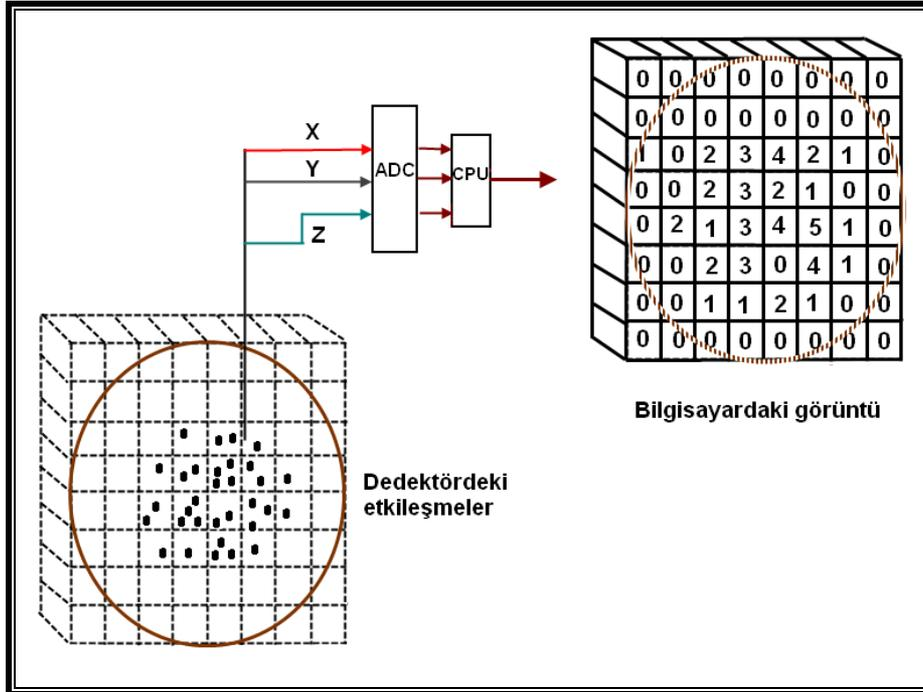 X
Y
Z
ADC
CPU
0 0 0 0 0 0 0 0
0 0 0 0 0 0 0 0
1 0 2 3 4 2 1 0
0 0 2 3 2 1 0 0
0 2 1 3 4 5 1 0
0 0 2 3 0 4 1 0
0 0 1 1 2 1 0 0
0 0 0 0 0 0 0 0
Bilgisayardaki görüntü
Dedektördeki
etkileşmeler